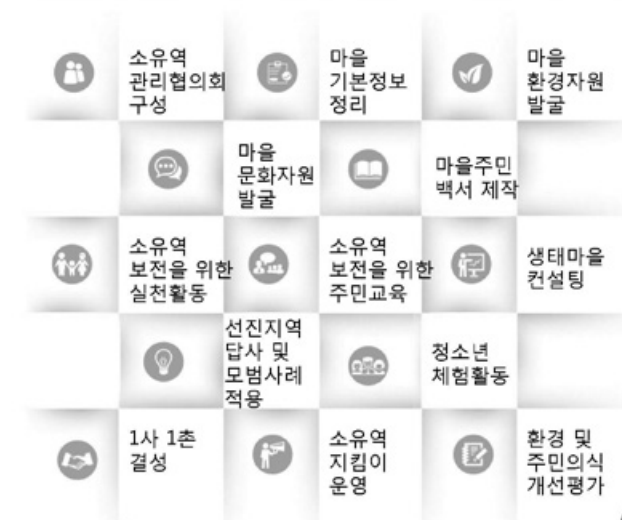 소유역
관리협의회
구성
마을
기본정보
정리
마을
환경자원
발굴
마을
문화자원
발굴
마을주민
백서 제작
소유역
보전을 위한
실천활동
소유역
보전을 위한
주민교육
생태마을
컨설팅
선진지역
답사 및
모범사례
적용
청소년
체험활동
1사 1촌
결성
소유역
지킴이
운영
환경 및
주민의식
개선평가